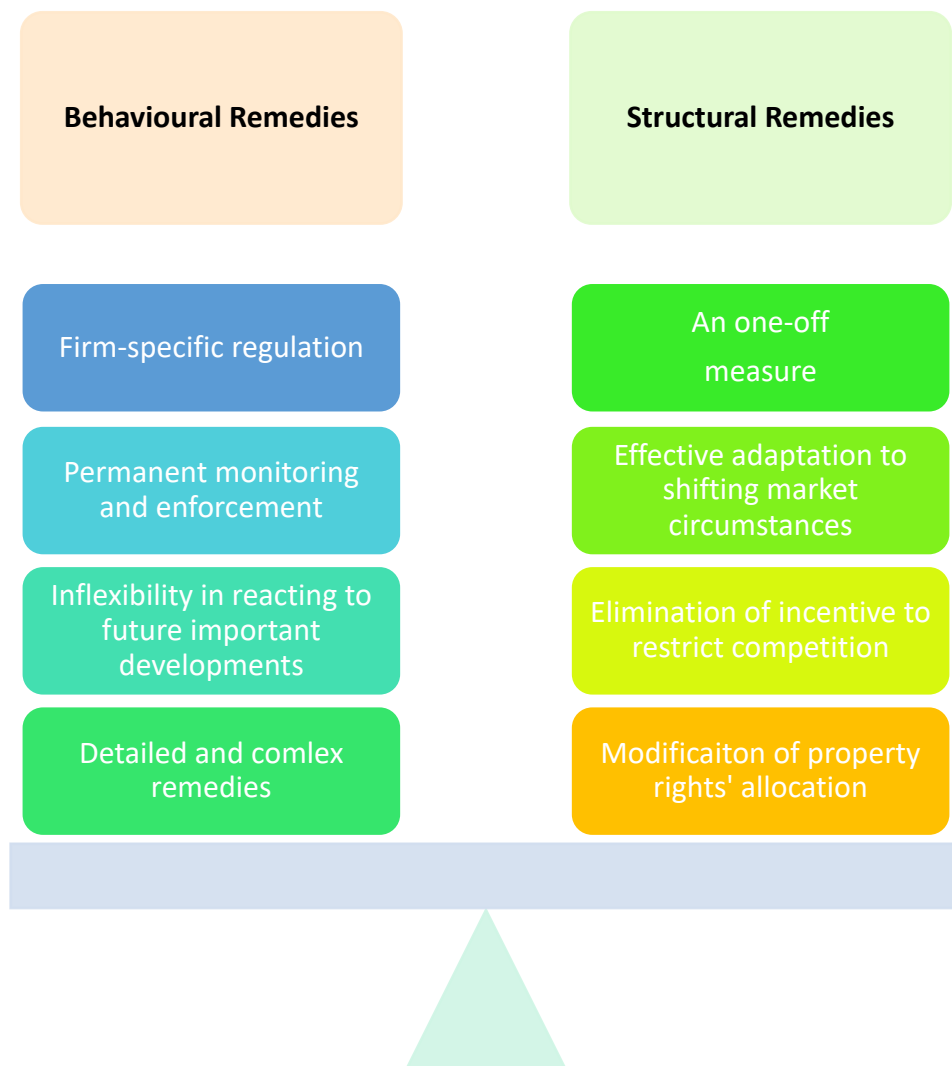 Behavioural Remedies
Structural Remedies
Firm-specific regulation
An one-off
measure
Permanent monitoring
and enforcement
Effective adaptation to
shifting market
circumstances
Inflexibility in reacting to
future important
developments
Elimination of incentive to
restrict competition
Detailed and comlex
remedies
Modificaiton of property
rights' allocation